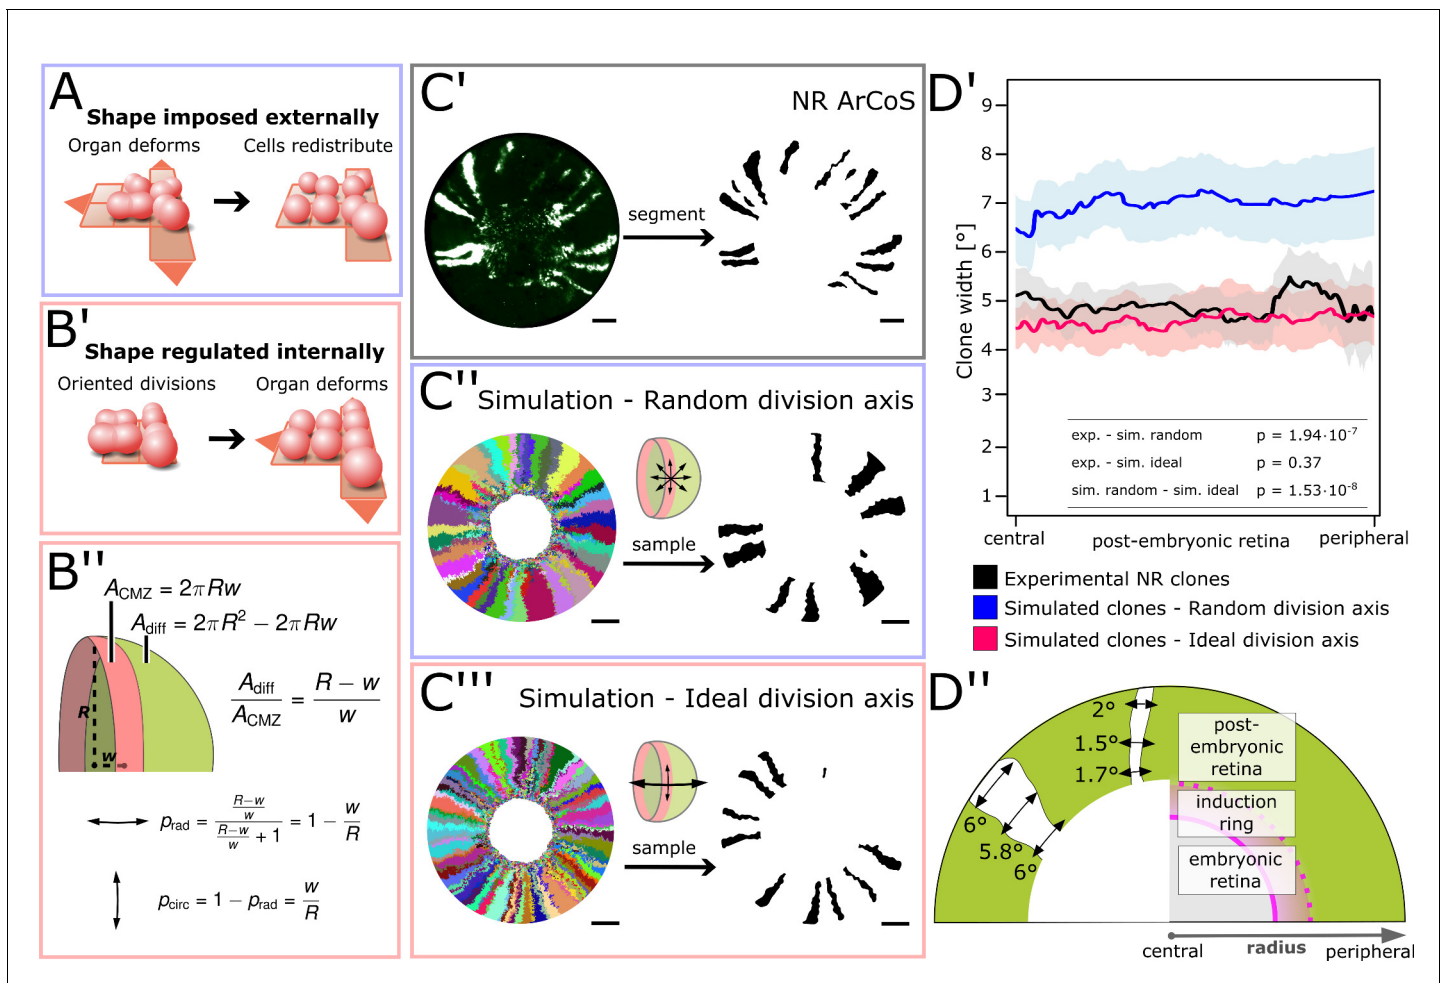 A
Shape imposed externally
Organ deforms
Cells redistribute
B'
Shape regulated internally
Oriented divisions
Organ deforms
B''
A_CMZ = 2πRw
A_diff = 2πR² − 2πRw
A_diff / A_CMZ = (R − w) / w
R
w
p_rad = ((R−w)/w) / ((R−w)/w + 1) = 1 − w/R
p_circ = 1 − p_rad = w/R
C'
NR ArCoS
segment
C''
Simulation - Random division axis
sample
C'''
Simulation - Ideal division axis
sample
D'
Clone width [°]
9
8
7
6
5
4
3
2
1
exp. - sim. random p = 1.94·10⁻⁷
exp. - sim. ideal p = 0.37
sim. random - sim. ideal p = 1.53·10⁻⁸
central
post-embryonic retina
peripheral
Experimental NR clones
Simulated clones - Random division axis
Simulated clones - Ideal division axis
D''
2°
1.5°
1.7°
6°
5.8°
6°
post-
embryonic
retina
induction
ring
embryonic
retina
central
radius
peripheral